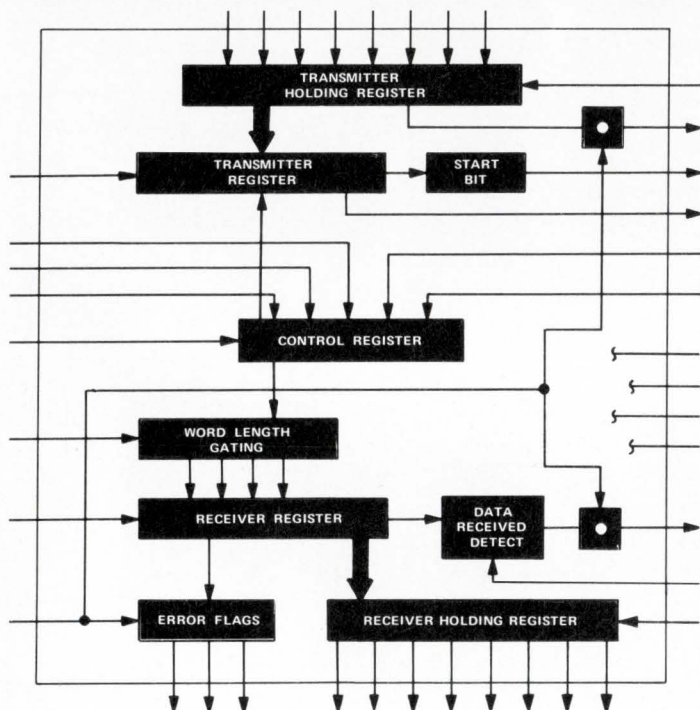 TRANSMITTER
HOLDING REGISTER
TRANSMITTER
REGISTER
START
BIT
CONTROL REGISTER
WORD LENGTH
GATING
RECEIVER REGISTER
DATA
RECEIVED
DETECT
ERROR FLAGS
RECEIVER HOLDING REGISTER